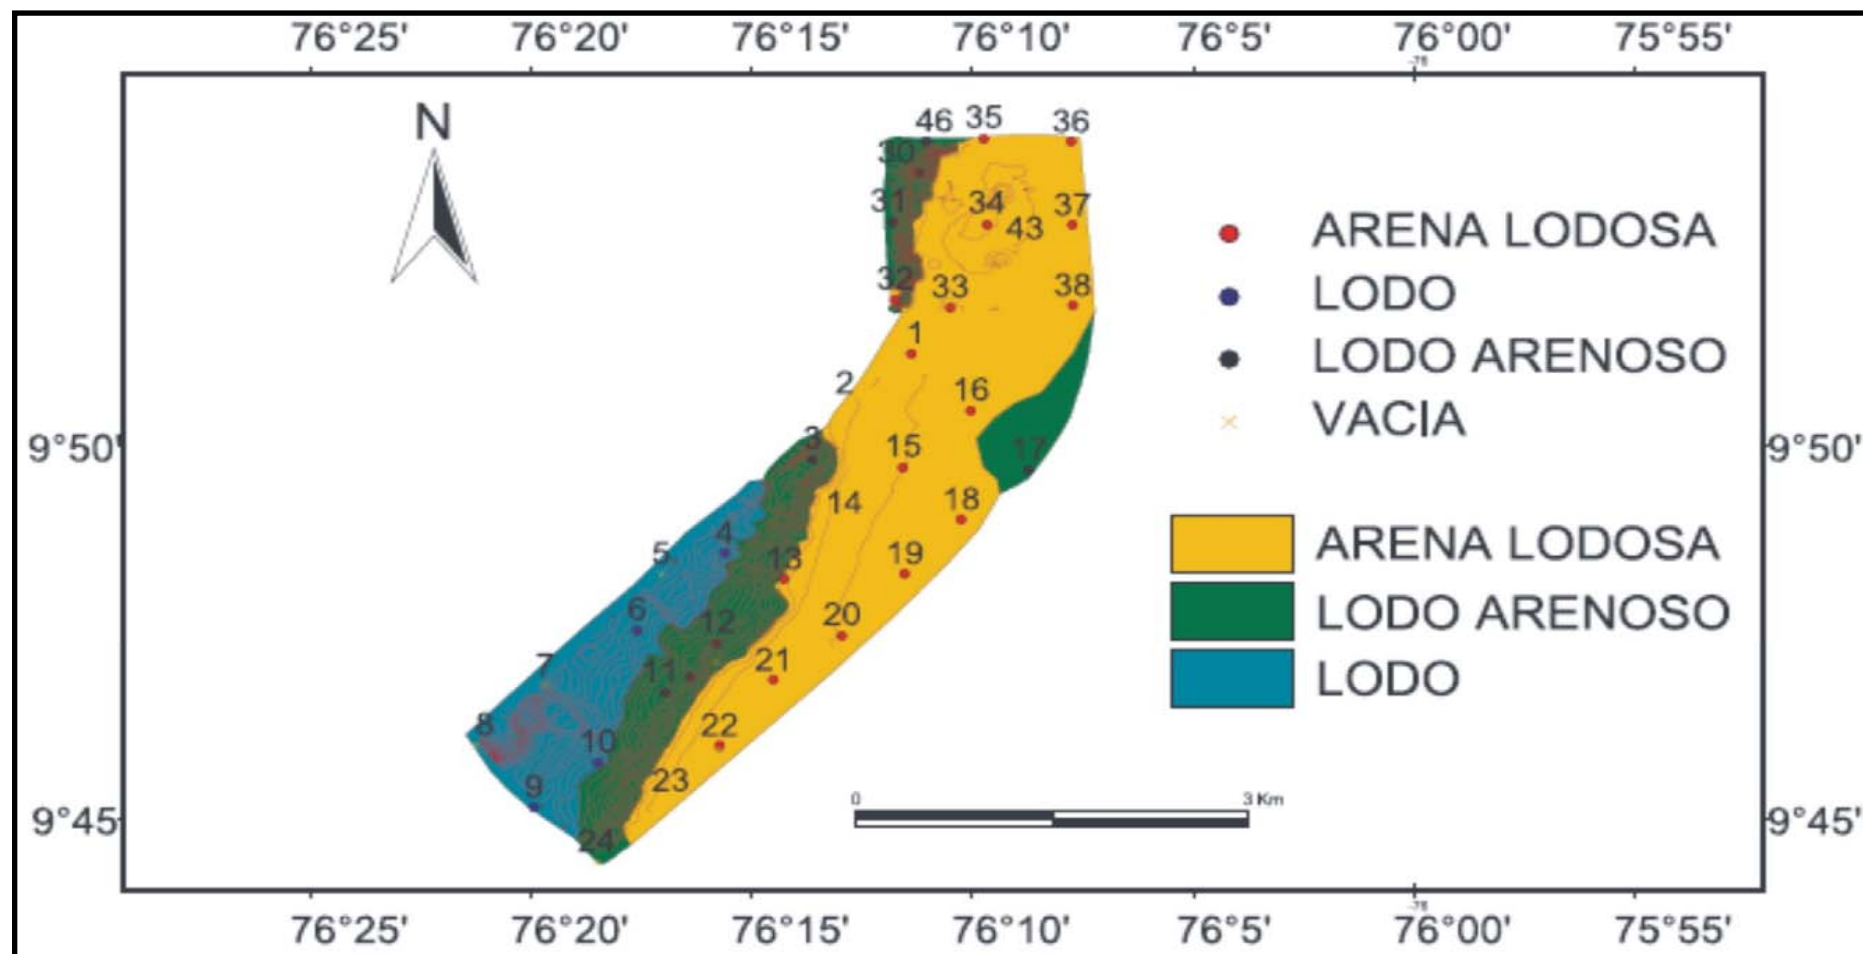 76°25' 76°20' 76°15' 76°10' 76°5' 76°00' 75°55'
-76
N
46 35 36
30
31 34 37
43
32 33 38
1
2 16
9°50' 3 15 17 9°50'
14 18
4
5 13 19
6 12 20
7 11 21
8 10 22
9 23
9°45' 24 9°45'
ARENA LODOSA
LODO
LODO ARENOSO
VACIA
ARENA LODOSA
LODO ARENOSO
LODO
0 3 Km
-76
76°25' 76°20' 76°15' 76°10' 76°5' 76°00' 75°55'